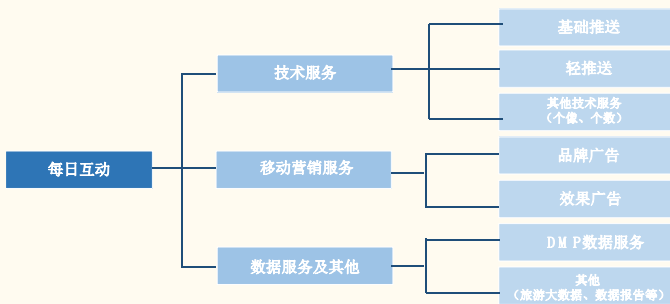 每日互动
技术服务
基础推送
轻推送
其他技术服务
（个像、个数）
移动营销服务
品牌广告
效果广告
数据服务及其他
DMP数据服务
其他
（旅游大数据、数据报告等）